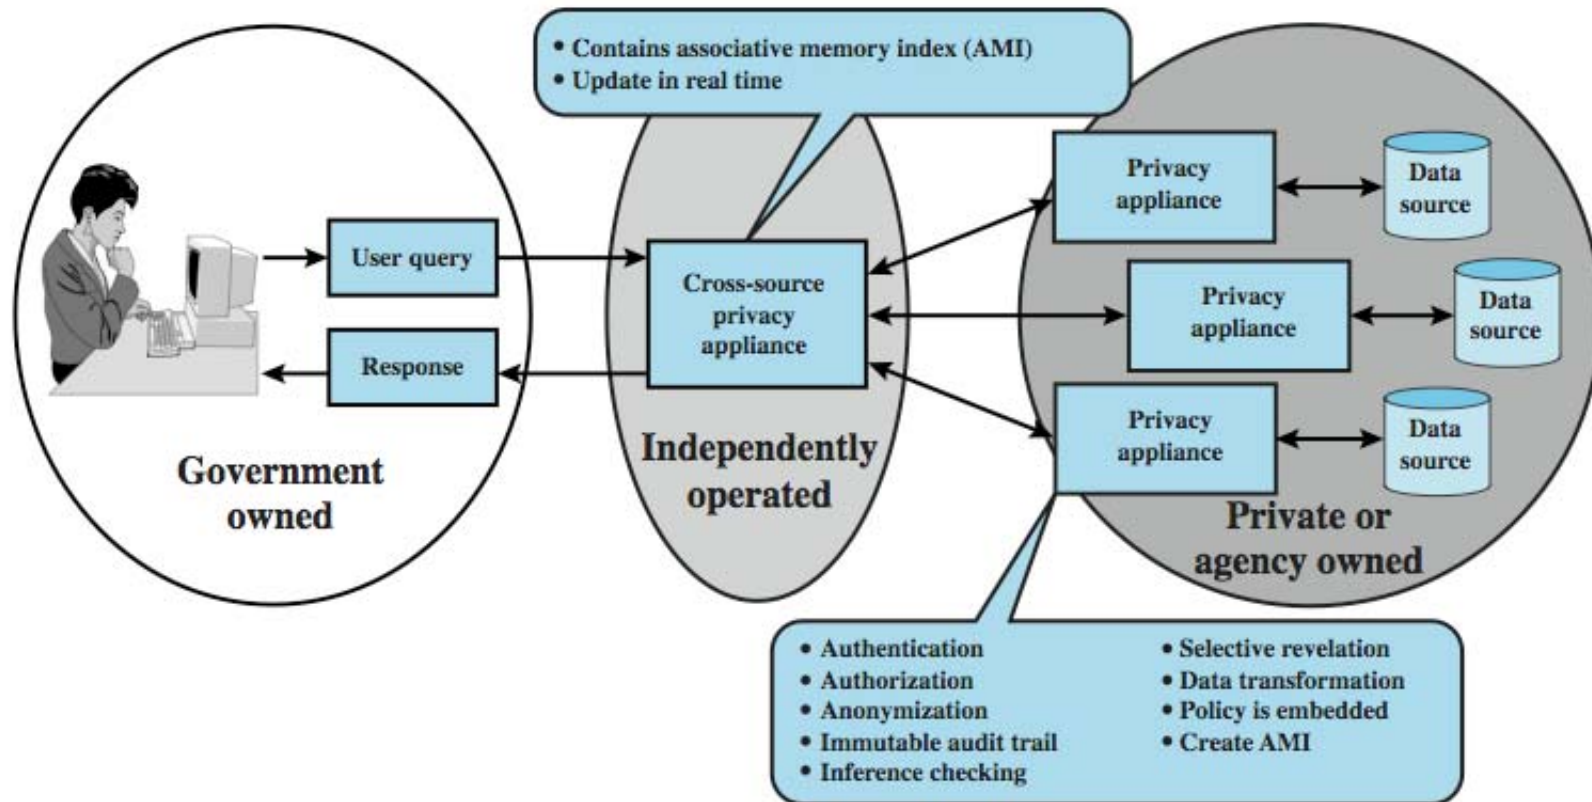 • Contains associative memory index (AMI)
• Update in real time
User query
Response
Government
owned
Cross-source
privacy
appliance
Independently
operated
Privacy
appliance
Data
source
Privacy
appliance
Data
source
Privacy
appliance
Data
source
Private or
agency owned
• Authentication
• Authorization
• Anonymization
• Immutable audit trail
• Inference checking
• Selective revelation
• Data transformation
• Policy is embedded
• Create AMI